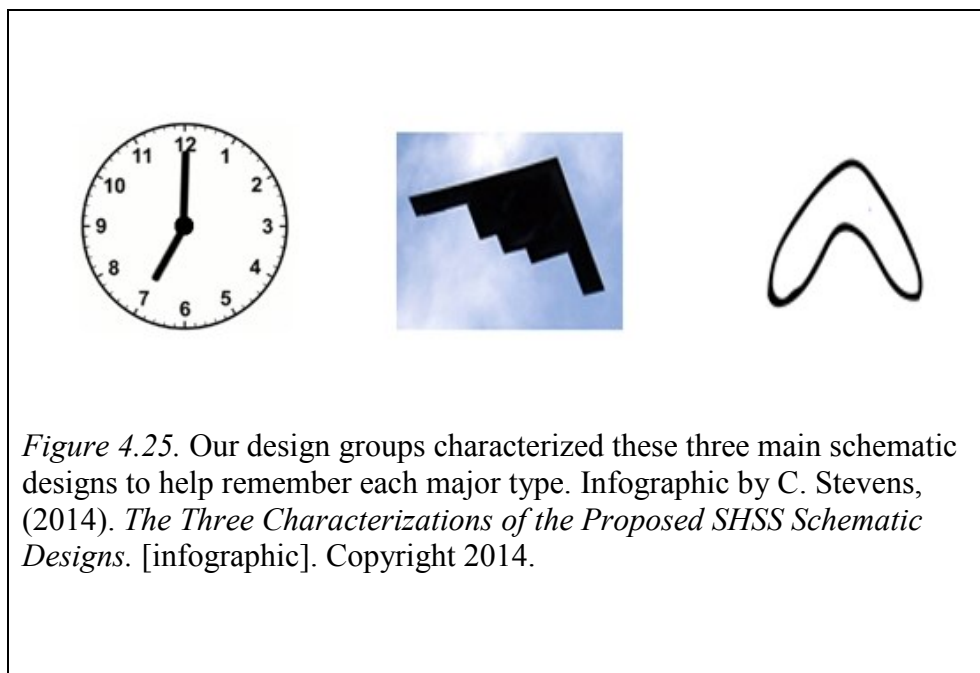 12
11 1
10 2
9 3
8 4
7 5
6
Figure 4.25. Our design groups characterized these three main schematic
designs to help remember each major type. Infographic by C. Stevens,
(2014). The Three Characterizations of the Proposed SHSS Schematic
Designs. [infographic]. Copyright 2014.